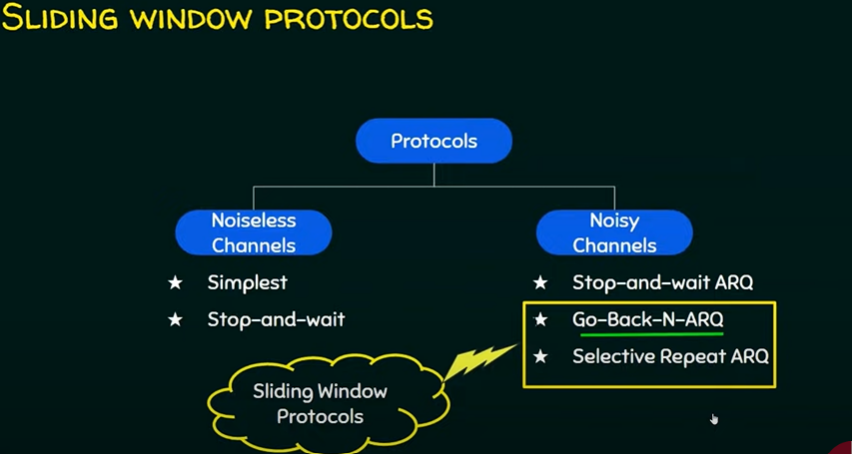 SLIDING WINDOW PROTOCOLS
Protocols
Noiseless
Channels
★ Simplest
★ Stop-and-wait
Noisy
Channels
★ Stop-and-wait ARQ
★ Go-Back-N-ARQ
★ Selective Repeat ARQ
Sliding Window
Protocols